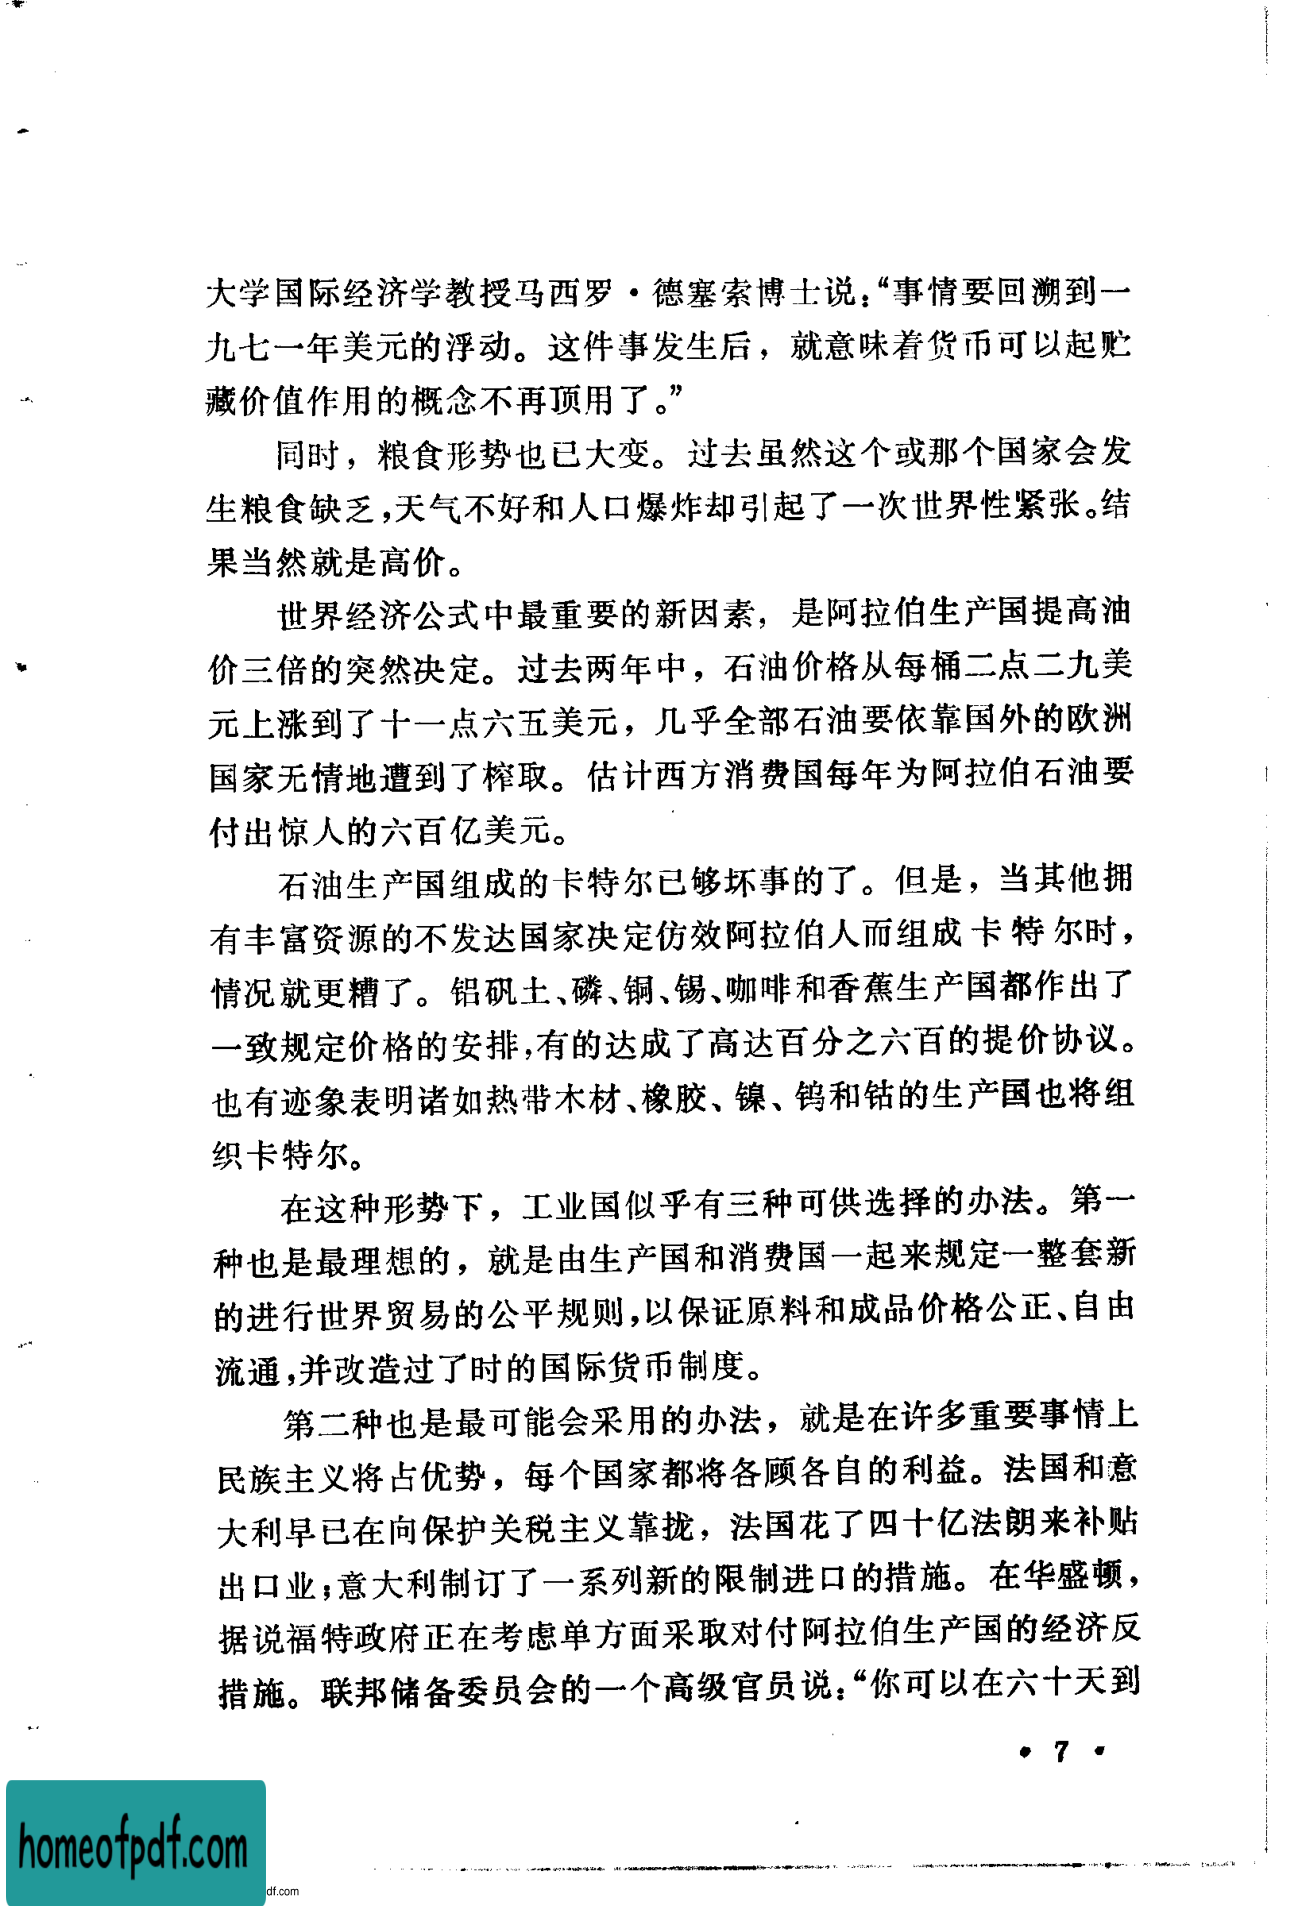 大学国际经济学教授马西罗·德塞索博士说：“事情要回溯到一
九七一年美元的浮动。这件事发生后，就意味着货币可以起贮
藏价值作用的概念不再顶用了。”
同时，粮食形势也已大变。过去虽然这个或那个国家会发
生粮食缺乏，天气不好和人口爆炸却引起了一次世界性紧张。结
果当然就是高价。
世界经济公式中最重要的新因素，是阿拉伯生产国提高油
价三倍的突然决定。过去两年中，石油价格从每桶二点二九美
元上涨到了十一点六五美元，几乎全部石油要依靠国外的欧洲
国家无情地遭到了榨取。估计西方消费国每年为阿拉伯石油要
付出惊人的六百亿美元。
石油生产国组成的卡特尔已够坏事的了。但是，当其他拥
有丰富资源的不发达国家决定仿效阿拉伯人而组成卡特尔时，
情况就更糟了。铝矾土、磷、铜、锡、咖啡和香蕉生产国都作出了
一致规定价格的安排，有的达成了高达百分之六百的提价协议。
也有迹象表明诸如热带木材、橡胶、镍、钨和钴的生产国也将组
织卡特尔。
在这种形势下，工业国似乎有三种可供选择的办法。第一
种也是最理想的，就是由生产国和消费国一起来规定一整套新
的进行世界贸易的公平规则，以保证原料和成品价格公正、自由
流通，并改造过了时的国际货币制度。
第二种也是最可能会采用的办法，就是在许多重要事情上
民族主义将占优势，每个国家都将各顾各自的利益。法国和意
大利早已在向保护关税主义靠拢，法国花了四十亿法朗来补贴
出口业；意大利制订了一系列新的限制进口的措施。在华盛顿，
据说福特政府正在考虑单方面采取对付阿拉伯生产国的经济反
措施。联邦储备委员会的一个高级官员说：“你可以在六十天到
• 7 •
homeofpdf.com
df.com